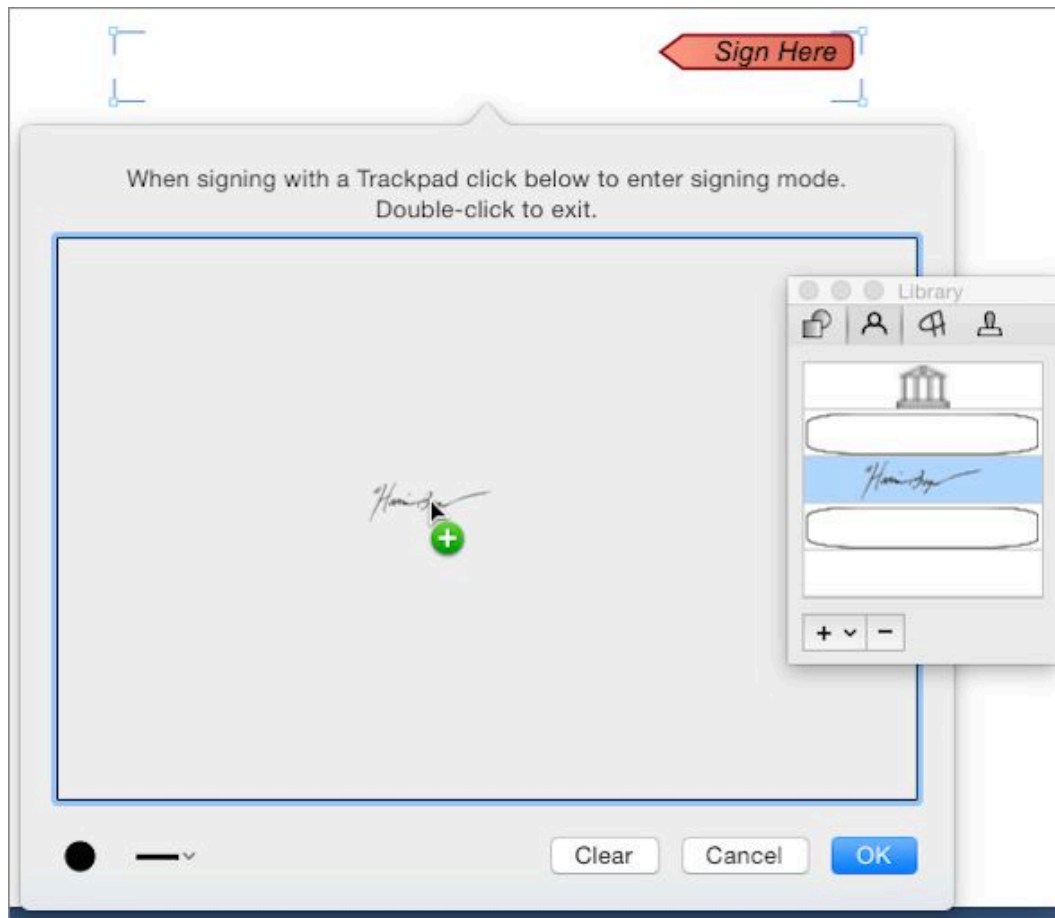 Sign Here
When signing with a Trackpad click below to enter signing mode.
Double-click to exit.
Library
Clear
Cancel
OK